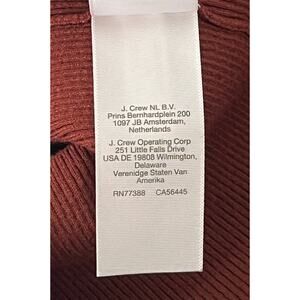 J. Crew NL B.V.
Prins Bernhardplein 200
1097 JB Amsterdam,
Netherlands
J. Crew Operating Corp
251 Little Falls Drive
USA DE 19808 Wilmington,
Delaware
Verenidge Staten Van
Amerika
RN77388 CA56445